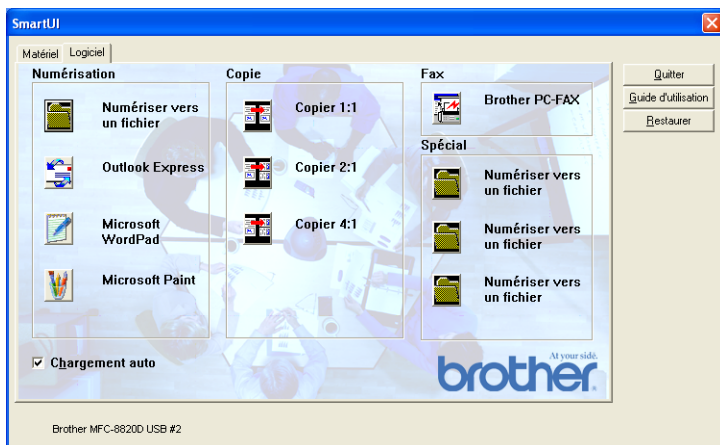 SmartUI
Matériel
Logiciel
Numérisation
Numériser vers
un fichier
Outlook Express
Microsoft
WordPad
Microsoft Paint
Copie
Copier 1:1
Copier 2:1
Copier 4:1
Fax
Brother PC-FAX
Spécial
Numériser vers
un fichier
Numériser vers
un fichier
Numériser vers
un fichier
Quitter
Guide d'utilisation
Restaurer
Chargement auto
At your side.
brother
Brother MFC-8820D USB #2